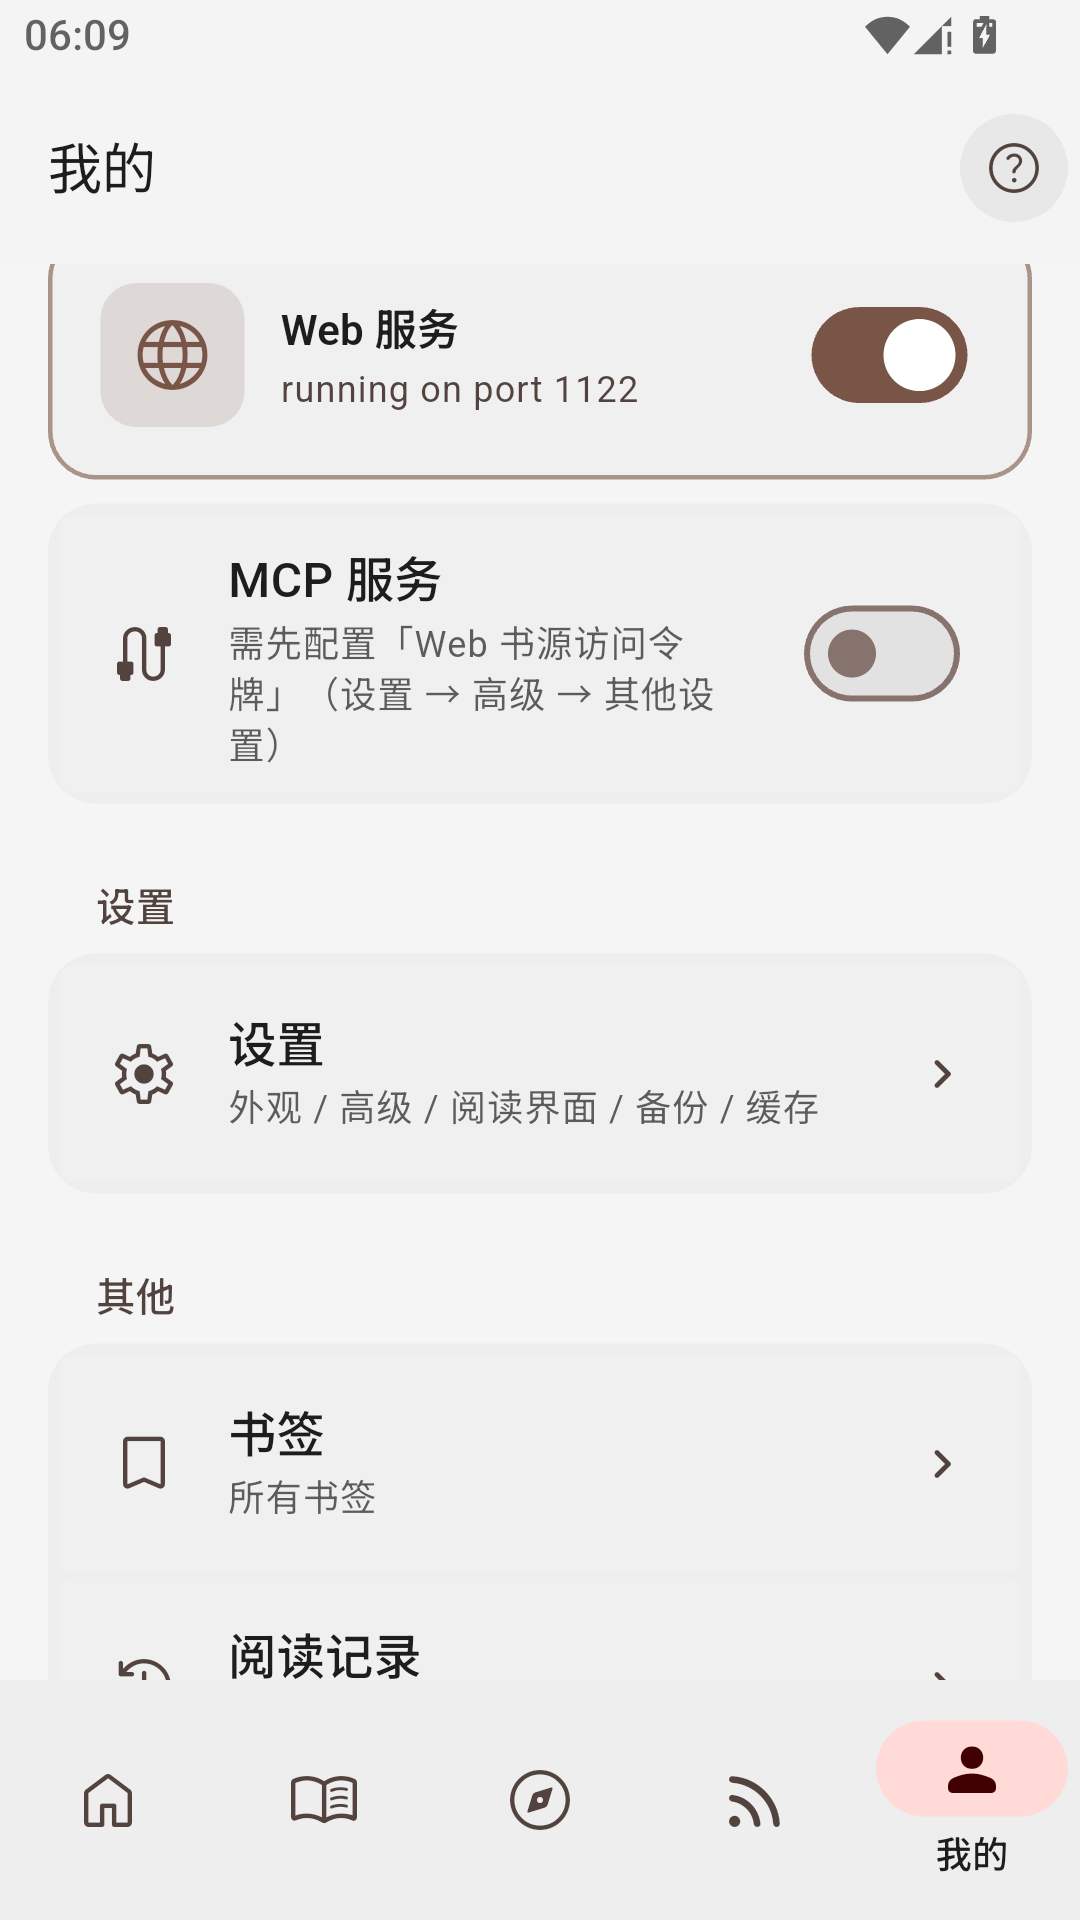 06:09
我的
Web 服务
running on port 1122
MCP 服务
需先配置「Web 书源访问令
牌」（设置 → 高级 → 其他设
置）
设置
设置
外观 / 高级 / 阅读界面 / 备份 / 缓存
其他
书签
所有书签
阅读记录
我的